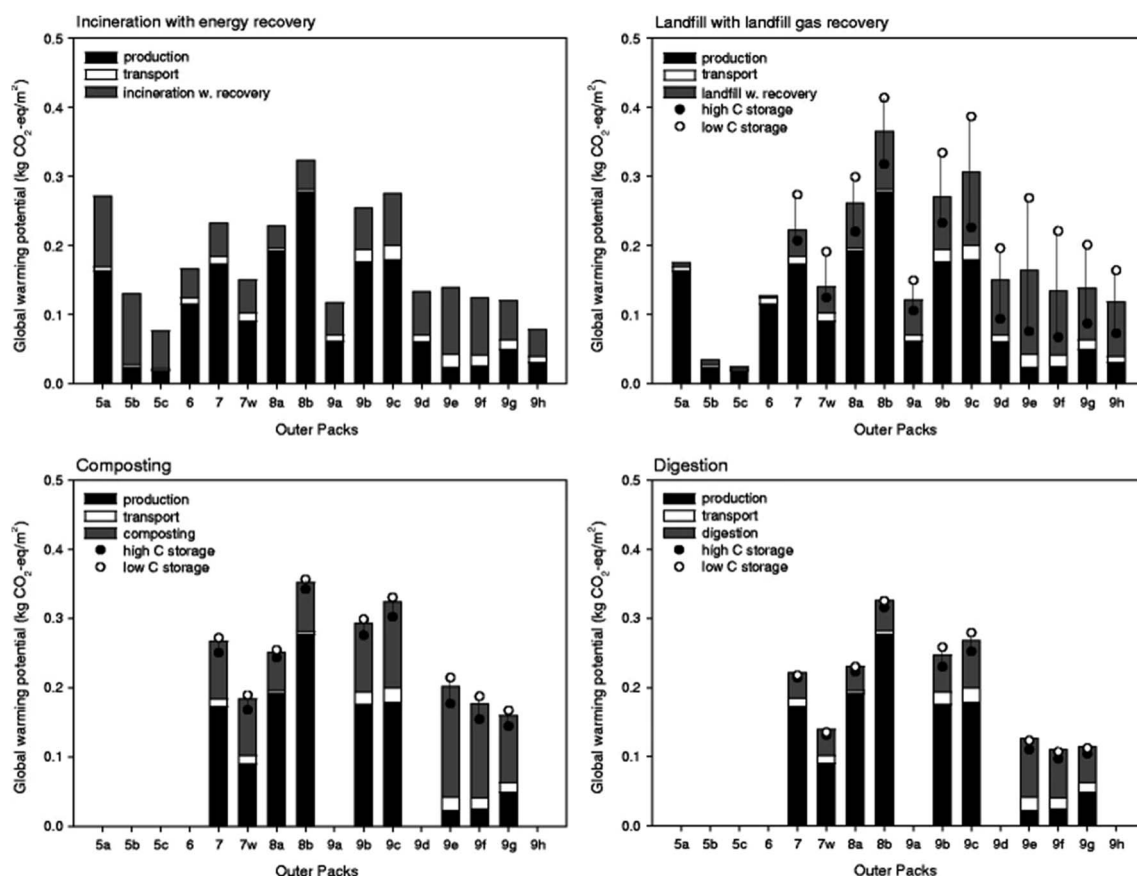 Incineration with energy recovery
0.5
0.4
0.3
0.2
0.1
0.0
Global warming potential (kg CO2-eq/m2)
production
transport
incineration w. recovery
5a 5b 5c 6 7 7w 8a 8b 9a 9b 9c 9d 9e 9f 9g 9h
Outer Packs
Landfill with landfill gas recovery
0.5
0.4
0.3
0.2
0.1
0.0
Global warming potential (kg CO2-eq/m2)
production
transport
landfill w. recovery
high C storage
low C storage
5a 5b 5c 6 7 7w 8a 8b 9a 9b 9c 9d 9e 9f 9g 9h
Outer Packs
Composting
0.5
0.4
0.3
0.2
0.1
0.0
Global warming potential (kg CO2-eq/m2)
production
transport
composting
high C storage
low C storage
5a 5b 5c 6 7 7w 8a 8b 9a 9b 9c 9d 9e 9f 9g 9h
Outer Packs
Digestion
0.5
0.4
0.3
0.2
0.1
0.0
Global warming potential (kg CO2-eq/m2)
production
transport
digestion
high C storage
low C storage
5a 5b 5c 6 7 7w 8a 8b 9a 9b 9c 9d 9e 9f 9g 9h
Outer Packs